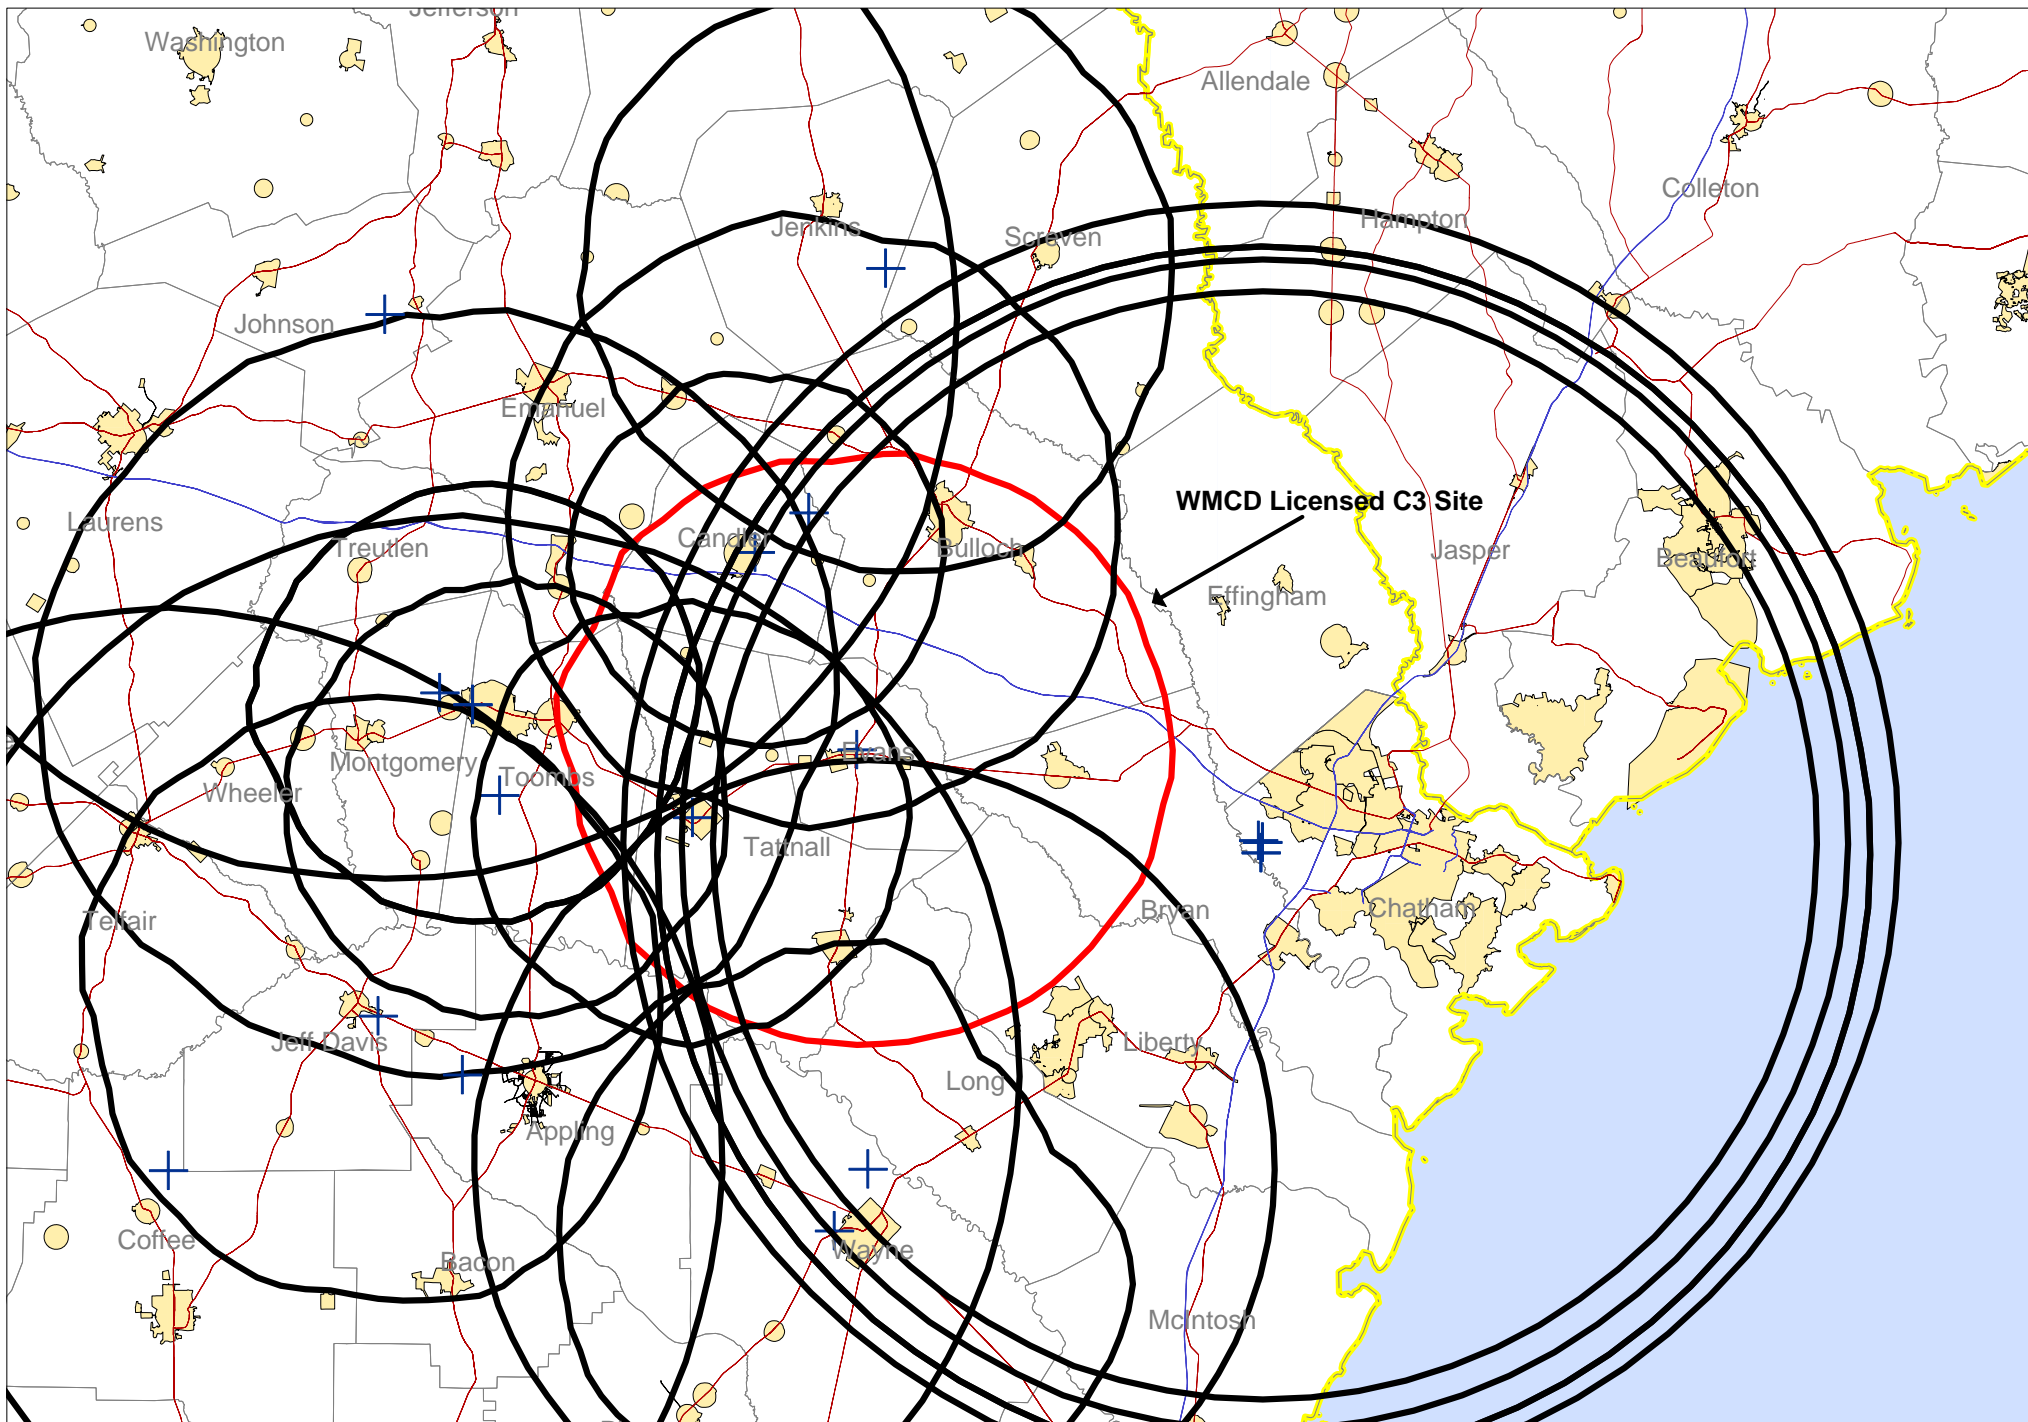 Jefferson
Washington
Allendale
Colleton
Hampton
Jenkins
Screven
Johnson
Emanuel
WMCD Licensed C3 Site
Laurens
Treutlen
Candler
Bulloch
Jasper
Beaufort
Effingham
Evans
Montgomery
Toombs
Wheeler
Tattnall
Telfair
Bryan
Chatham
Jeff Davis
Liberty
Long
Appling
Coffee
Wayne
Bacon
McIntosh